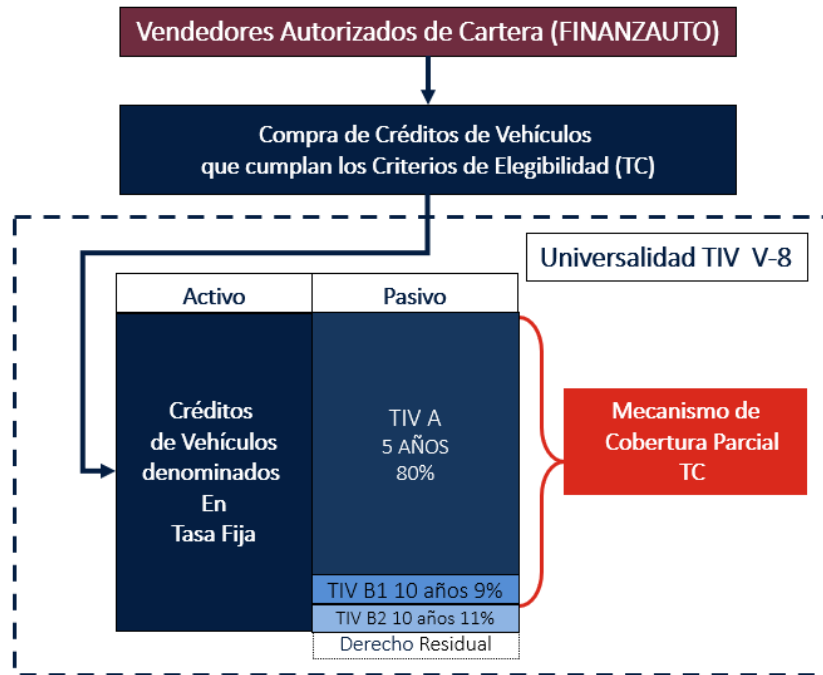 Vendedores Autorizados de Cartera (FINANZAUTO)
Compra de Créditos de Vehículos
que cumplan los Criterios de Elegibilidad (TC)
Universalidad TIV V-8
Activo
Pasivo
Créditos
de Vehículos
denominados
En
Tasa Fija
TIV A
5 AÑOS
80%
Mecanismo de
Cobertura Parcial
TC
TIV B1 10 años 9%
TIV B2 10 años 11%
Derecho Residual